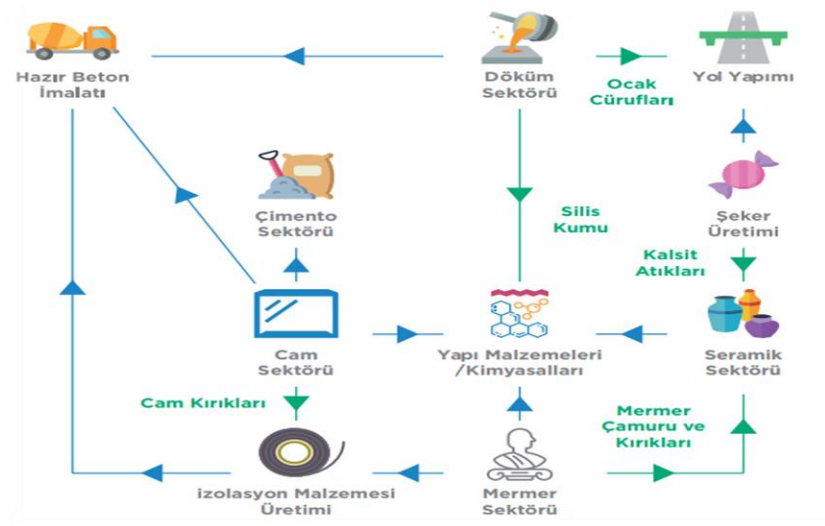 Hazır Beton
İmalatı
Döküm
Sektörü
Ocak
Cürufları
Yol Yapımı
Çimento
Sektörü
Silis
Kumu
Şeker
Üretimi
Kalsit
Atıkları
Cam
Sektörü
Yapı Malzemeleri
/Kimyasalları
Seramik
Sektörü
Cam Kırıkları
Mermer
Çamuru ve
Kırıkları
izolasyon Malzemesi
Üretimi
Mermer
Sektörü